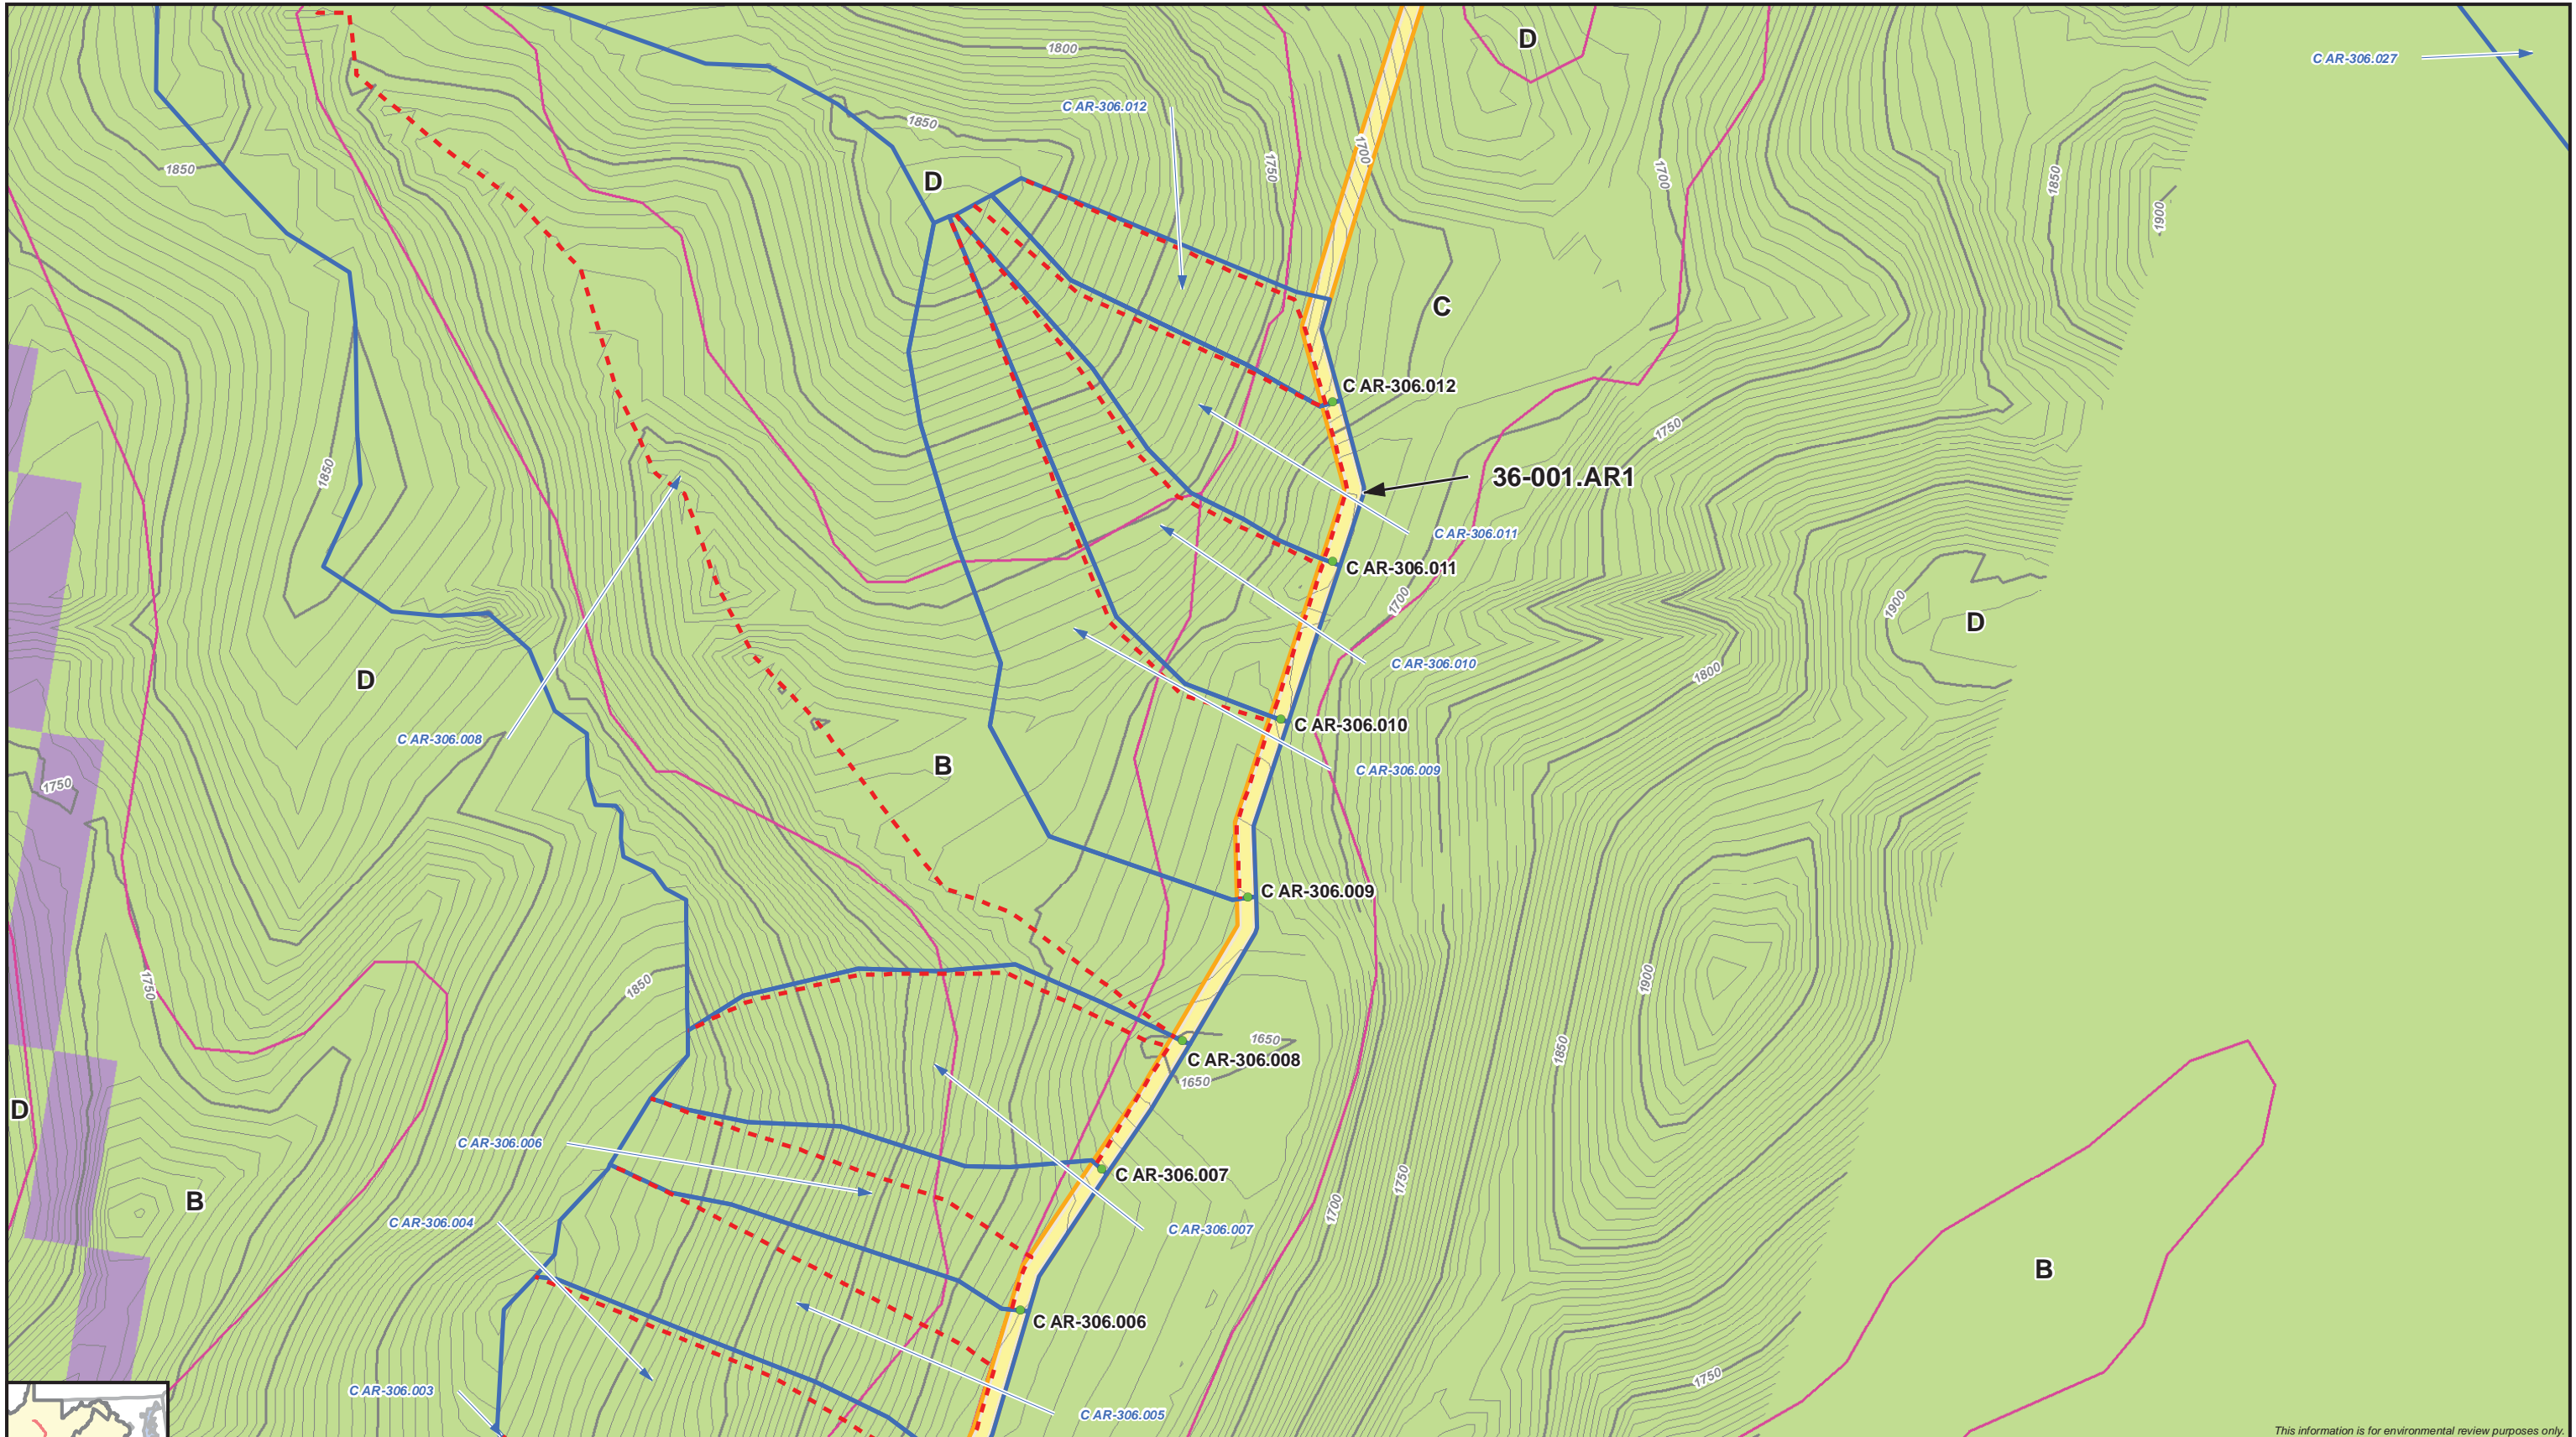 D
1800
C AR-306.027
C AR-306.012
1850
1700
1750
1850
D
1700
1850
1900
C
C AR-306.012
1750
1850
36-001.AR1
C AR-306.011
C AR-306.011
1700
1900
D
C AR-306.010
1800
D
C AR-306.010
C AR-306.008
B
C AR-306.009
1750
C AR-306.009
1750
1850
1900
1650
1850
C AR-306.008
1650
D
C AR-306.006
C AR-306.007
1750
B
1700
C AR-306.004
C AR-306.007
B
C AR-306.006
1750
C AR-306.003
C AR-306.005
This information is for environmental review purposes only.